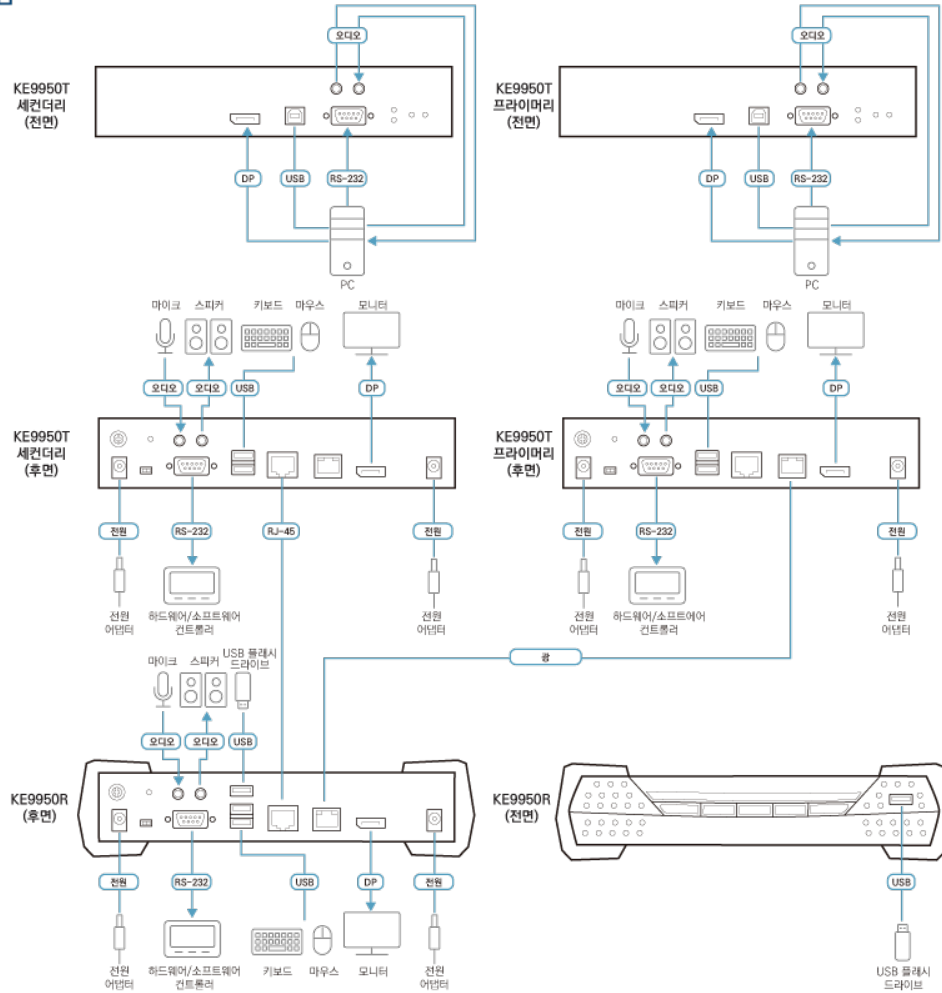 오디오
오디오
KE9950T
세컨더리
(전면)
KE9950T
프라이머리
(전면)
DP
USB
RS-232
DP
USB
RS-232
PC
PC
마이크
스피커
키보드
마우스
모니터
마이크
스피커
키보드
마우스
모니터
오디오
오디오
USB
DP
오디오
오디오
USB
DP
KE9950T
세컨더리
(후면)
KE9950T
프라이머리
(후면)
전원
RS-232
RJ-45
전원
전원
RS-232
전원
전원
어댑터
하드웨어/소프트웨어
컨트롤러
전원
어댑터
전원
어댑터
하드웨어/소프트에어
컨트롤러
전원
어댑터
광
마이크
스피커
USB 플래시
드라이브
오디오
오디오
USB
KE9950R
(후면)
KE9950R
(전면)
전원
RS-232
USB
DP
전원
USB
전원
어댑터
하드웨어/소프트웨어
컨트롤러
키보드
마우스
모니터
전원
어댑터
USB 플래시
드라이브